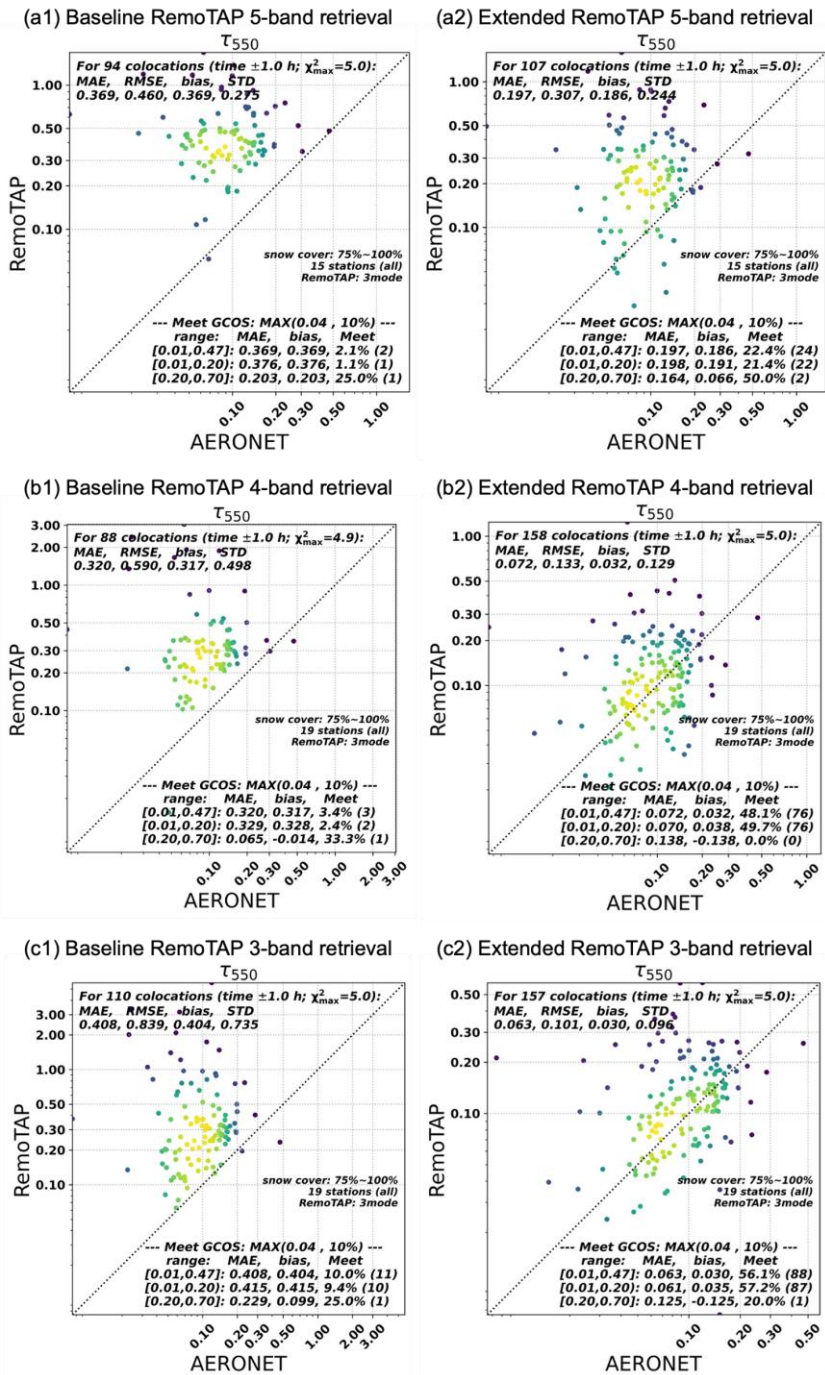 (a1) Baseline RemoTAP 5-band retrieval
τ550
For 94 colocations (time ±1.0 h; χ²max=5.0):
MAE, RMSE, bias, STD
0.369, 0.460, 0.369, 0.275
1.00
0.50
0.30
0.20
0.10
RemoTAP
snow cover: 75%~100%
15 stations (all)
RemoTAP: 3mode
--- Meet GCOS: MAX(0.04 , 10%) ---
range: MAE, bias, Meet
[0.01,0.47]: 0.369, 0.369, 2.1% (2)
[0.01,0.20]: 0.376, 0.376, 1.1% (1)
[0.20,0.70]: 0.203, 0.203, 25.0% (1)
0.10 0.20 0.30 0.50 1.00
AERONET
(a2) Extended RemoTAP 5-band retrieval
τ550
For 107 colocations (time ±1.0 h; χ²max=5.0):
MAE, RMSE, bias, STD
0.197, 0.307, 0.186, 0.244
1.00
0.50
0.30
0.20
0.10
RemoTAP
snow cover: 75%~100%
15 stations (all)
RemoTAP: 3mode
--- Meet GCOS: MAX(0.04 , 10%) ---
range: MAE, bias, Meet
[0.01,0.47]: 0.197, 0.186, 22.4% (24)
[0.01,0.20]: 0.198, 0.191, 21.4% (22)
[0.20,0.70]: 0.164, 0.066, 50.0% (2)
0.10 0.20 0.30 0.50 1.00
AERONET
(b1) Baseline RemoTAP 4-band retrieval
τ550
3.00
For 88 colocations (time ±1.0 h; χ²max=4.9):
MAE, RMSE, bias, STD
0.320, 0.590, 0.317, 0.498
2.00
1.00
0.50
0.30
0.20
0.10
RemoTAP
snow cover: 75%~100%
19 stations (all)
RemoTAP: 3mode
--- Meet GCOS: MAX(0.04 , 10%) ---
range: MAE, bias, Meet
[0.01,0.47]: 0.320, 0.317, 3.4% (3)
[0.01,0.20]: 0.329, 0.328, 2.4% (2)
[0.20,0.70]: 0.065, -0.014, 33.3% (1)
0.10 0.20 0.30 0.50 1.00 2.00 3.00
AERONET
(b2) Extended RemoTAP 4-band retrieval
τ550
For 158 colocations (time ±1.0 h; χ²max=5.0):
MAE, RMSE, bias, STD
0.072, 0.133, 0.032, 0.129
1.00
0.50
0.30
0.20
0.10
RemoTAP
snow cover: 75%~100%
19 stations (all)
RemoTAP: 3mode
--- Meet GCOS: MAX(0.04 , 10%) ---
range: MAE, bias, Meet
[0.01,0.47]: 0.072, 0.032, 48.1% (76)
[0.01,0.20]: 0.070, 0.038, 49.7% (76)
[0.20,0.70]: 0.138, -0.138, 0.0% (0)
0.10 0.20 0.30 0.50 1.00
AERONET
(c1) Baseline RemoTAP 3-band retrieval
τ550
For 110 colocations (time ±1.0 h; χ²max=5.0):
MAE, RMSE, bias, STD
0.408, 0.839, 0.404, 0.735
3.00
2.00
1.00
0.50
0.30
0.20
0.10
RemoTAP
snow cover: 75%~100%
19 stations (all)
RemoTAP: 3mode
--- Meet GCOS: MAX(0.04 , 10%) ---
range: MAE, bias, Meet
[0.01,0.47]: 0.408, 0.404, 10.0% (11)
[0.01,0.20]: 0.415, 0.415, 9.4% (10)
[0.20,0.70]: 0.229, 0.099, 25.0% (1)
0.10 0.20 0.30 0.50 1.00 2.00 3.00
AERONET
(c2) Extended RemoTAP 3-band retrieval
τ550
For 157 colocations (time ±1.0 h; χ²max=5.0):
MAE, RMSE, bias, STD
0.063, 0.101, 0.030, 0.096
0.50
0.30
0.20
0.10
RemoTAP
snow cover: 75%~100%
19 stations (all)
RemoTAP: 3mode
--- Meet GCOS: MAX(0.04 , 10%) ---
range: MAE, bias, Meet
[0.01,0.47]: 0.063, 0.030, 56.1% (88)
[0.01,0.20]: 0.061, 0.035, 57.2% (87)
[0.20,0.70]: 0.125, -0.125, 20.0% (1)
0.10 0.20 0.30 0.50
AERONET